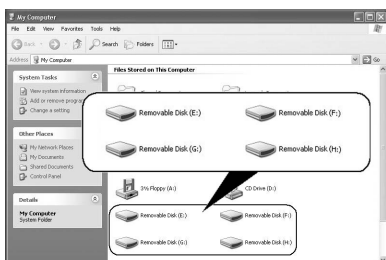 My Computer
File Edit View Favorites Tools Help
Back Search Folders
Address My Computer Go
System Tasks
View system information
Add or remove program
Change a setting
Other Places
My Network Places
My Documents
Shared Documents
Control Panel
Details
My Computer
System Folder
Files Stored on This Computer
Removable Disk (E:) Removable Disk (F:)
Removable Disk (G:) Removable Disk (H:)
3½ Floppy (A:) CD Drive (D:)
Removable Disk (E:) Removable Disk (F:)
Removable Disk (G:) Removable Disk (H:)